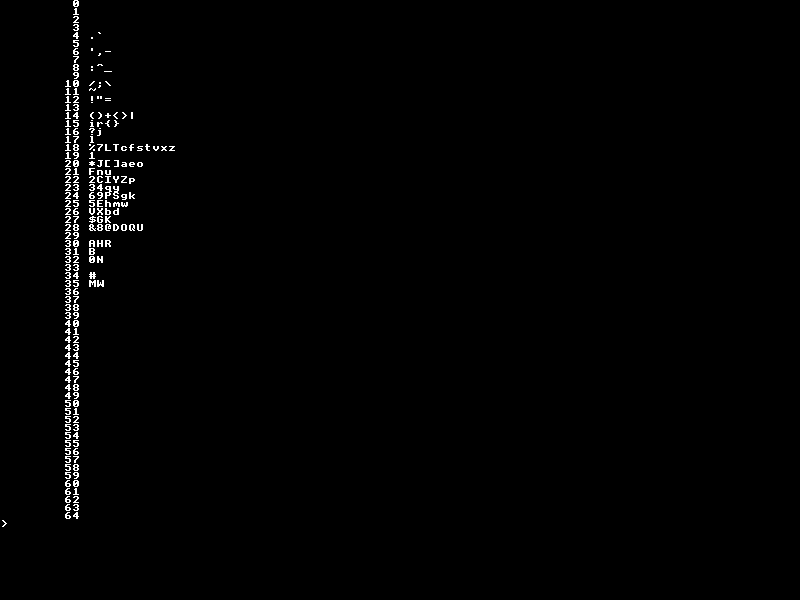 0
1
2
3
4 .`
5
6 ',-
7
8 :^_
9
10 /;\
11 ~
12 !"=
13
14 ()+<>|
15 ir{}
16 ?j
17 l
18 %7LTcfstvxz
19 1
20 *J[]aeo
21 Fnu
22 2CIYZp
23 34qy
24 69PSgk
25 5Ehmw
26 VXbd
27 $GK
28 &8@DOQU
29
30 AHR
31 B
32 0N
33
34 #
35 MW
36
37
38
39
40
41
42
43
44
45
46
47
48
49
50
51
52
53
54
55
56
57
58
59
60
61
62
63
64
>